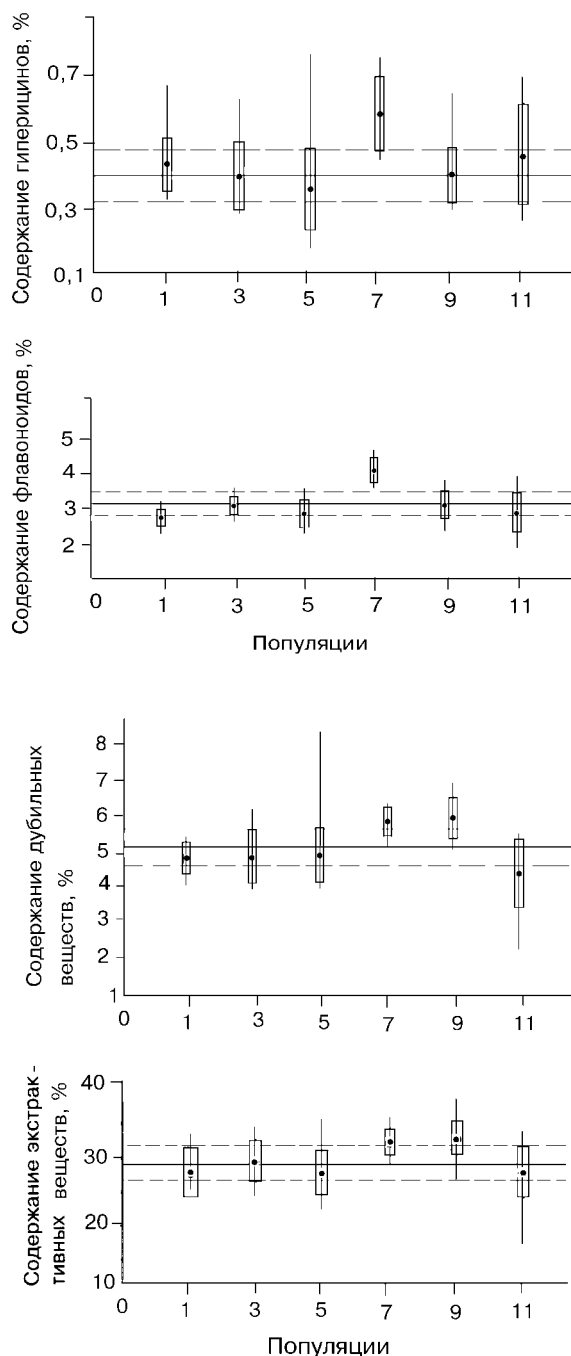 Содержание гиперицинов, %
0,7
0,5
0,3
0,1
0 1 3 5 7 9 11
Содержание флавоноидов, %
5
4
3
2
0 1 3 5 7 9 11
Популяции
Содержание дубильных
веществ, %
8
7
6
5
4
3
2
1
0 1 3 5 7 9 11
Содержание экстрак-
тивных веществ, %
40
30
20
10
0 1 3 5 7 9 11
Популяции